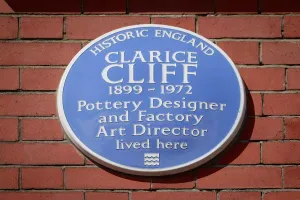 HISTORIC ENGLAND
CLARICE
CLIFF
1899 - 1972
Pottery Designer
and Factory
Art Director
lived here